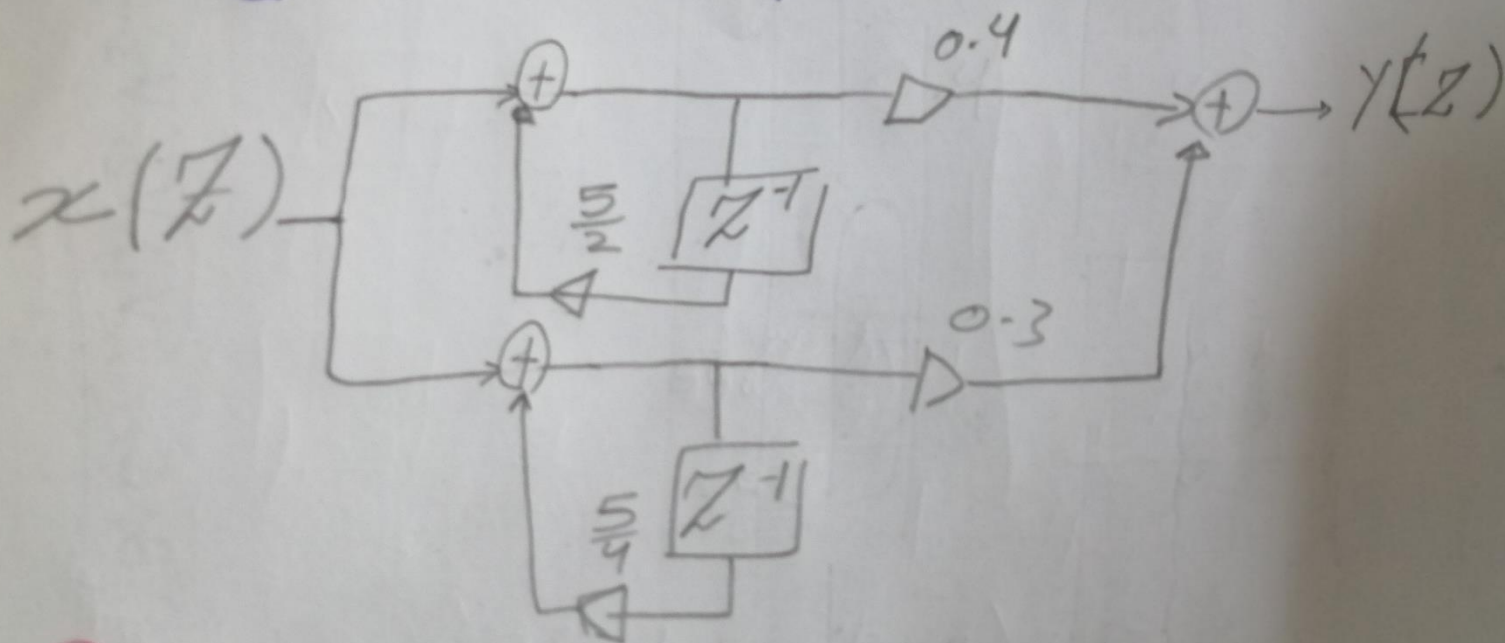 0.4
x(Z)
+
+
Y(Z)
5/2
Z⁻¹
+
0.3
5/4
Z⁻¹